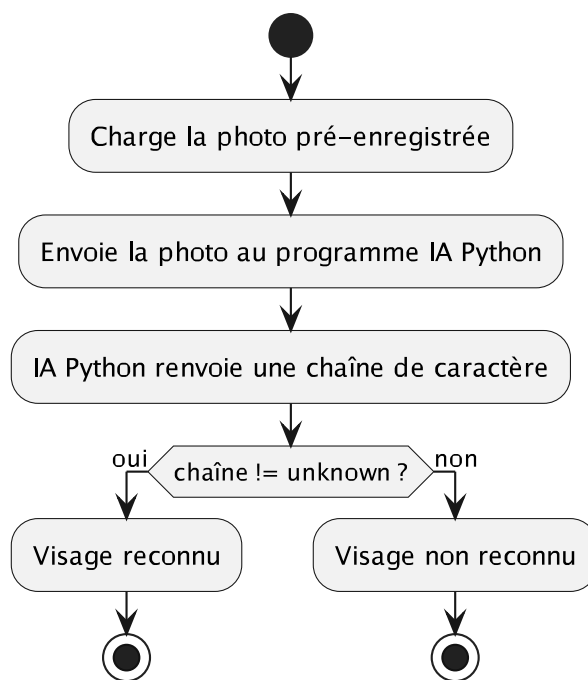 Charge la photo pré-enregistrée
Envoie la photo au programme IA Python
IA Python renvoie une chaîne de caractère
oui
chaîne != unknown ?
non
Visage reconnu
Visage non reconnu